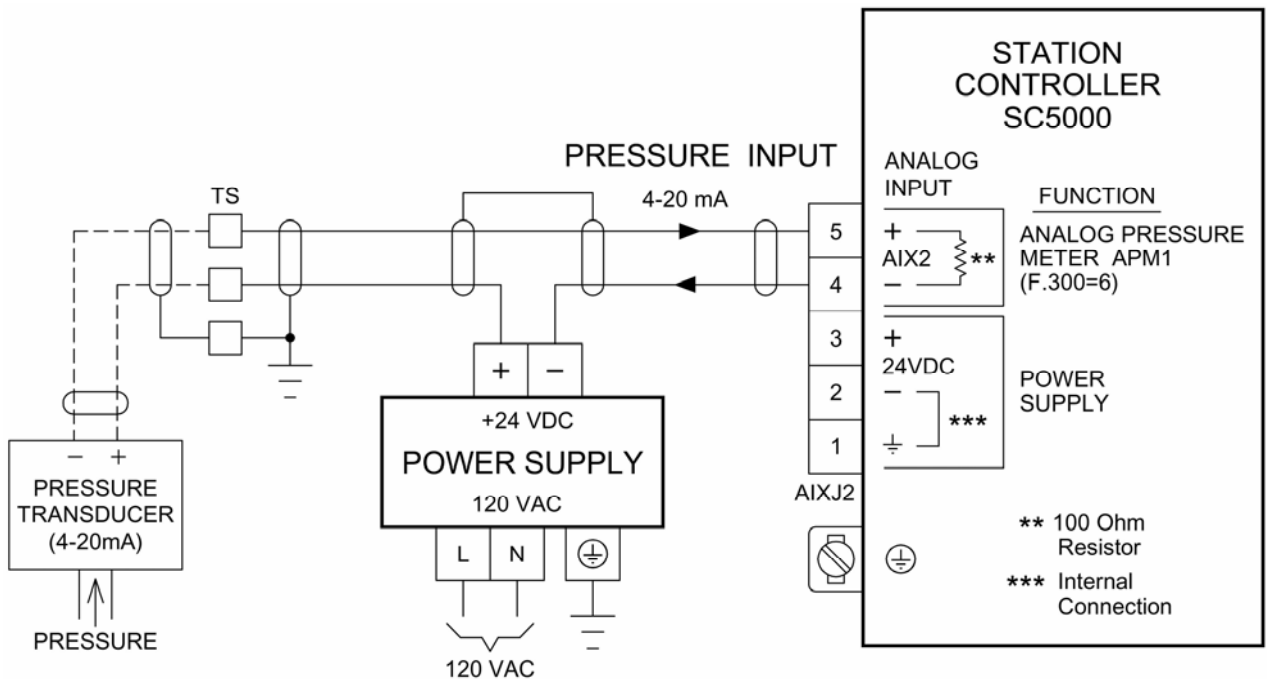 STATION
CONTROLLER
SC5000
PRESSURE INPUT
4-20 mA
ANALOG
INPUT
FUNCTION
TS
5
+
AIX2
**
ANALOG PRESSURE
METER APM1
(F.300=6)
4
−
3
+
24VDC
2
−
***
POWER
SUPPLY
1
AIXJ2
+ −
+24 VDC
POWER SUPPLY
120 VAC
L N
120 VAC
− +
PRESSURE
TRANSDUCER
(4-20mA)
PRESSURE
** 100 Ohm
Resistor
*** Internal
Connection